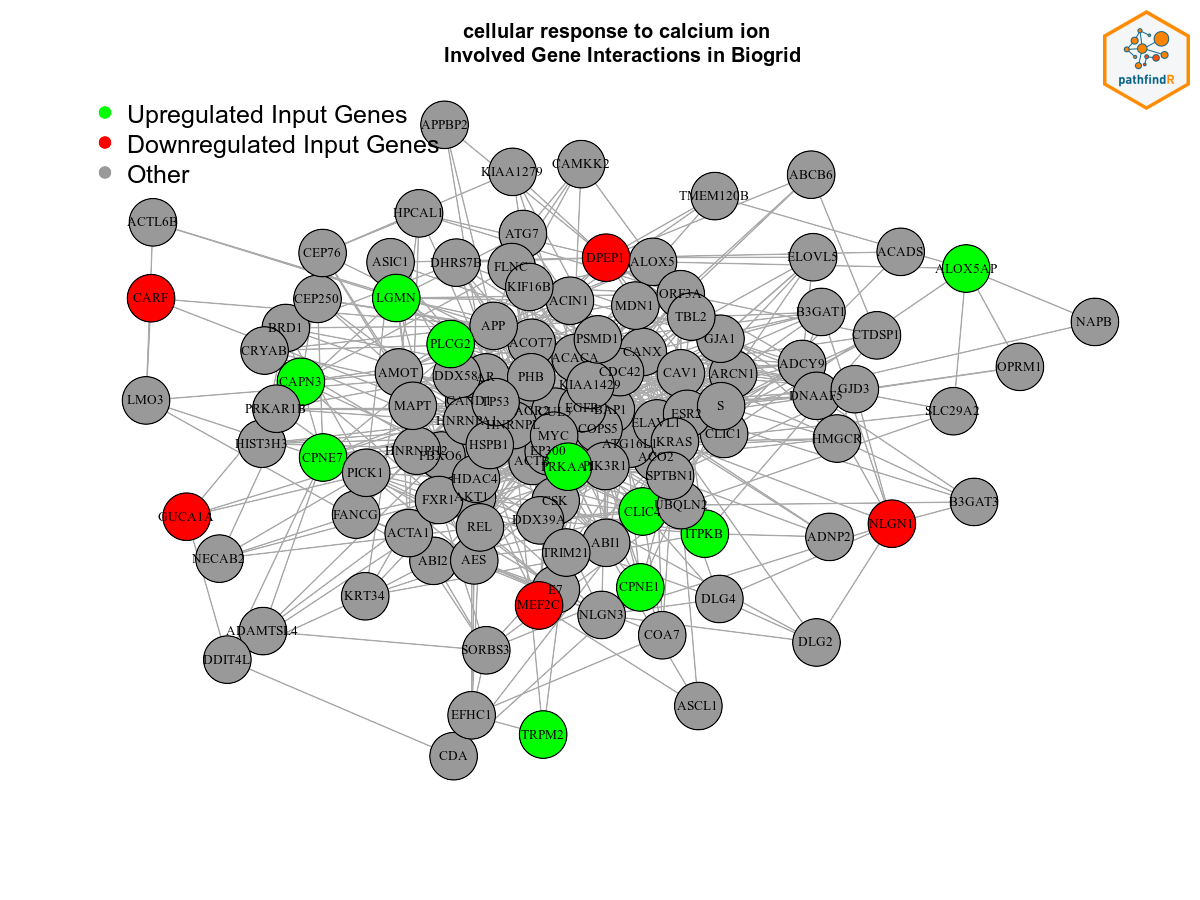 cellular response to calcium ion
Involved Gene Interactions in Biogrid
pathfindR
Upregulated Input Genes
Downregulated Input Genes
Other
APPBP2
KIAA1279
CAMKK2
ABCB6
TMEM120B
ACTL6B
HPCAL1
ATG7
CEP76
ASIC1
DHRS7B
FLNC
DPEP1
ALOX5
ELOVL5
ACADS
ALOX5AP
CARF
CEP250
LGMN
KIF16B
ACIN1
MDN1
ORF3A
TBL2
B3GAT1
NAPB
BRD1
APP
CRYAB
PLCG2
ACOT7
PSMD1
GJA1
CTDSP1
ACACA
CANX
ADCY9
OPRM1
CAPN3
AMOT
DDX58
AR
PHB
KIAA1429
CDC42
CAV1
ARCN1
GJD3
DNAAF5
LMO3
PRKAR1B
MAPT
CAND1
TP53
EGFR
BAP1
S
SLC29A2
HNRNPA1
HNRNPL
ELAVL1
ESR2
COPS5
CLIC1
HMGCR
HIST3H3
HSPB1
MYC
ATG16L1
KRAS
CPNE7
HNRNPH2
FBXO6
EP300
ACO2
PICK1
HDAC4
PIK3R1
SPTBN1
GUCA1A
FANCG
FXR1
AKT1
CSK
CLIC4
UBQLN2
B3GAT3
NLGN1
ACTA1
REL
DDX39A
ITPKB
ADNP2
NECAB2
ABI2
AES
TRIM21
ABI1
KRT34
E7
MEF2C
CPNE1
DLG4
NLGN3
ADAMTSL4
COA7
DLG2
SORBS3
DDIT4L
ASCL1
EFHC1
TRPM2
CDA